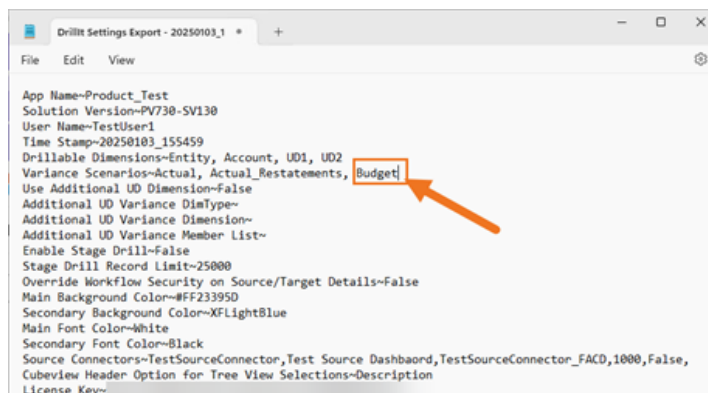 DrillIt Settings Export - 20250103_1
File Edit View
App Name~Product_Test
Solution Version~PV730-SV130
User Name~TestUser1
Time Stamp~20250103_155459
Drillable Dimensions~Entity, Account, UD1, UD2
Variance Scenarios~Actual, Actual_Restatements, Budget
Use Additional UD Dimension~False
Additional UD Variance DimType~
Additional UD Variance Dimension~
Additional UD Variance Member List~
Enable Stage Drill~False
Stage Drill Record Limit~25000
Override Workflow Security on Source/Target Details~False
Main Background Color~#FF23395D
Secondary Background Color~XFLightBlue
Main Font Color~White
Secondary Font Color~Black
Source Connectors~TestSourceConnector,Test Source Dashbaord,TestSourceConnector_FACD,1000,False,
Cubeview Header Option for Tree View Selections~Description
License Key~